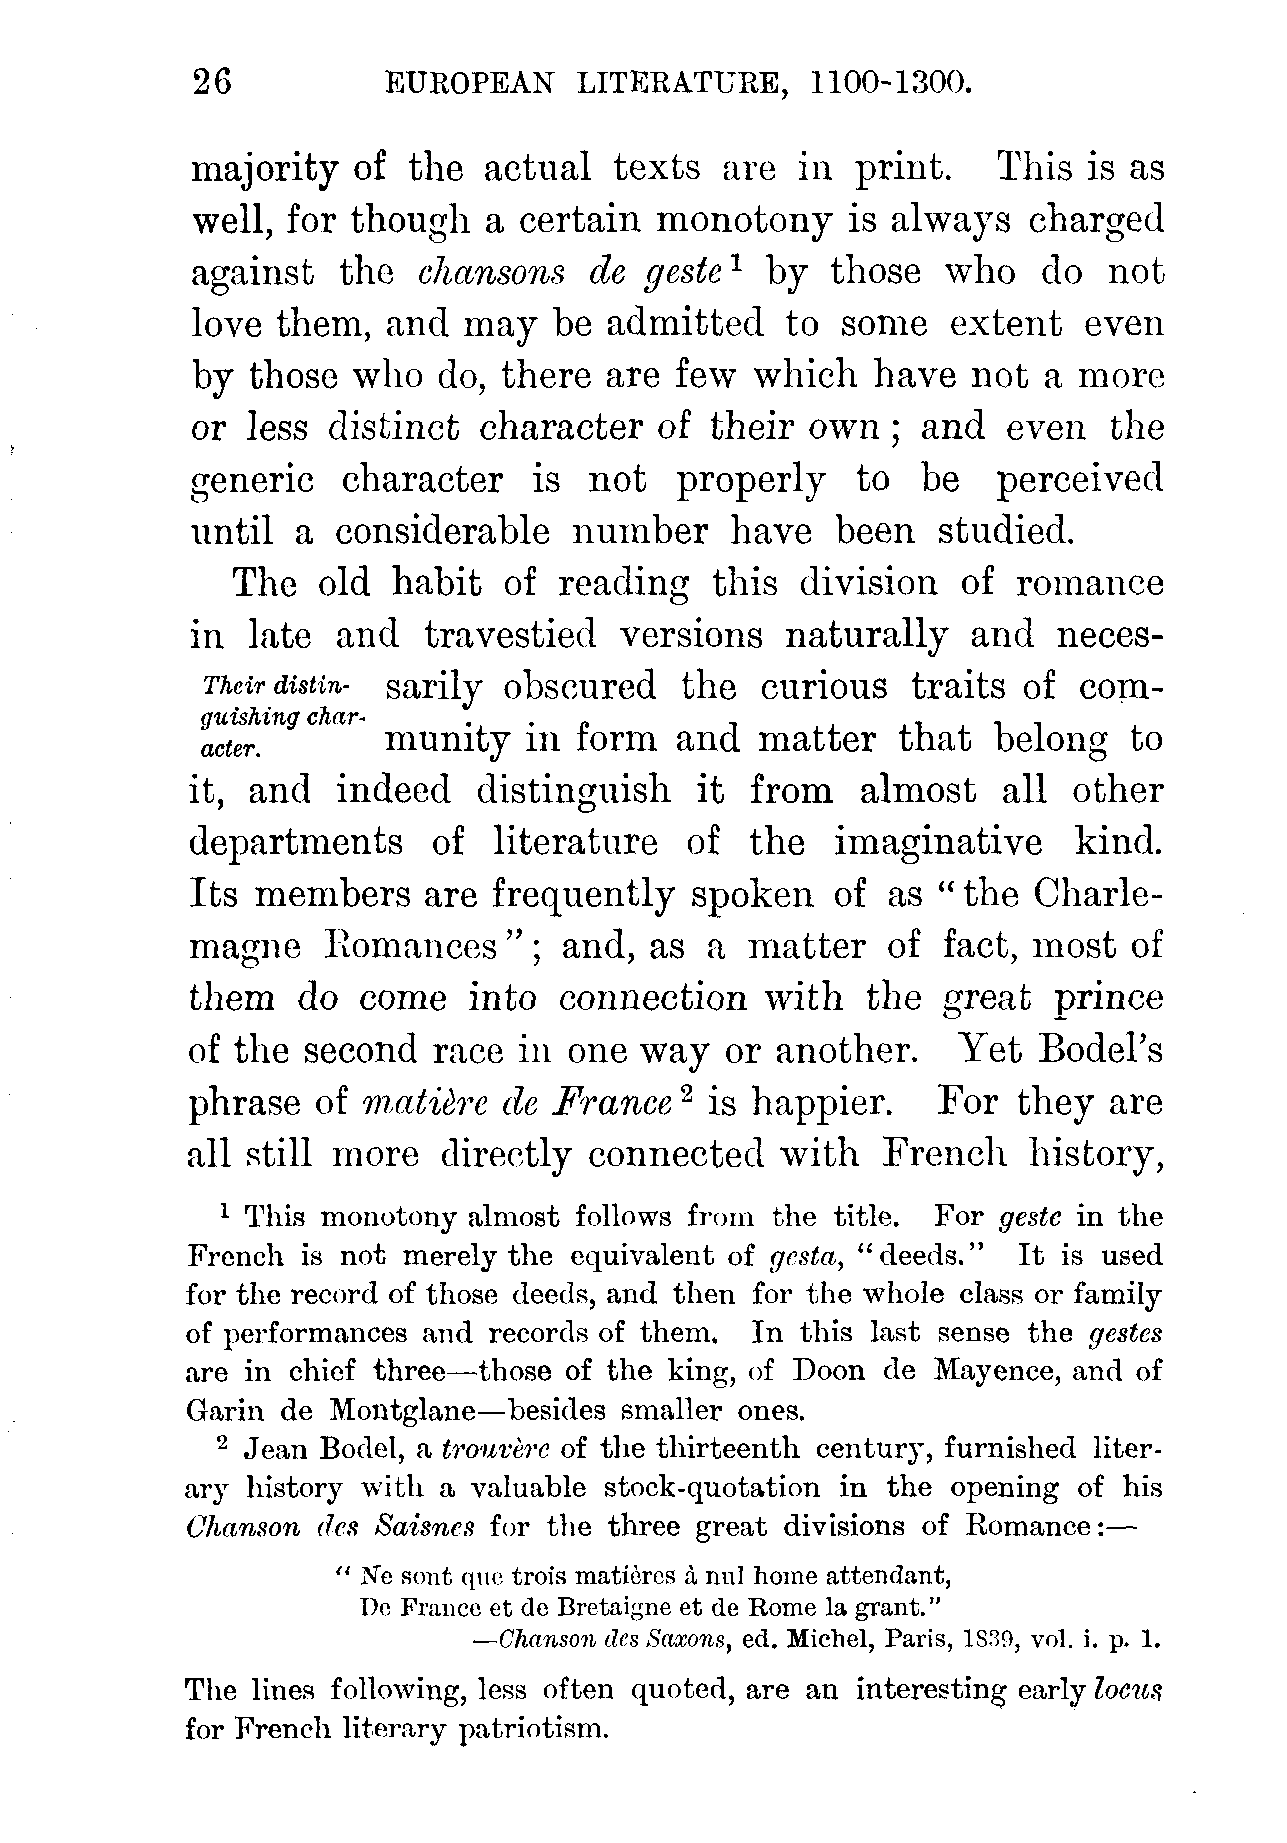 26 EUROPEAN LITERATURE, 1100-1300.
majority of the actual texts are in print. This is as
well, for though a certain monotony is always charged
against the chansons de geste 1 by those who do not
love them, and may be admitted to some extent even
by those who do, there are few which have not a more
or less distinct character of their own; and even the
generic character is not properly to be perceived
until a considerable number have been studied.
The old habit of reading this division of romance
in late and travestied versions naturally and neces-
Their distin-
guishing char-
acter.
sarily obscured the curious traits of com-
munity in form and matter that belong to
it, and indeed distinguish it from almost all other
departments of literature of the imaginative kind.
Its members are frequently spoken of as "the Charle-
magne Romances"; and, as a matter of fact, most of
them do come into connection with the great prince
of the second race in one way or another. Yet Bodel's
phrase of matière de France 2 is happier. For they are
all still more directly connected with French history,
1 This monotony almost follows from the title. For geste in the
French is not merely the equivalent of gesta, "deeds." It is used
for the record of those deeds, and then for the whole class or family
of performances and records of them. In this last sense the gestes
are in chief three—those of the king, of Doon de Mayence, and of
Garin de Montglane—besides smaller ones.
2 Jean Bodel, a trouvère of the thirteenth century, furnished liter-
ary history with a valuable stock-quotation in the opening of his
Chanson des Saisnes for the three great divisions of Romance:—
"Ne sont que trois matières à nul home attendant,
De France et de Bretaigne et de Rome la grant."
—Chanson des Saxons, ed. Michel, Paris, 1839, vol. i. p. 1.
The lines following, less often quoted, are an interesting early locus
for French literary patriotism.